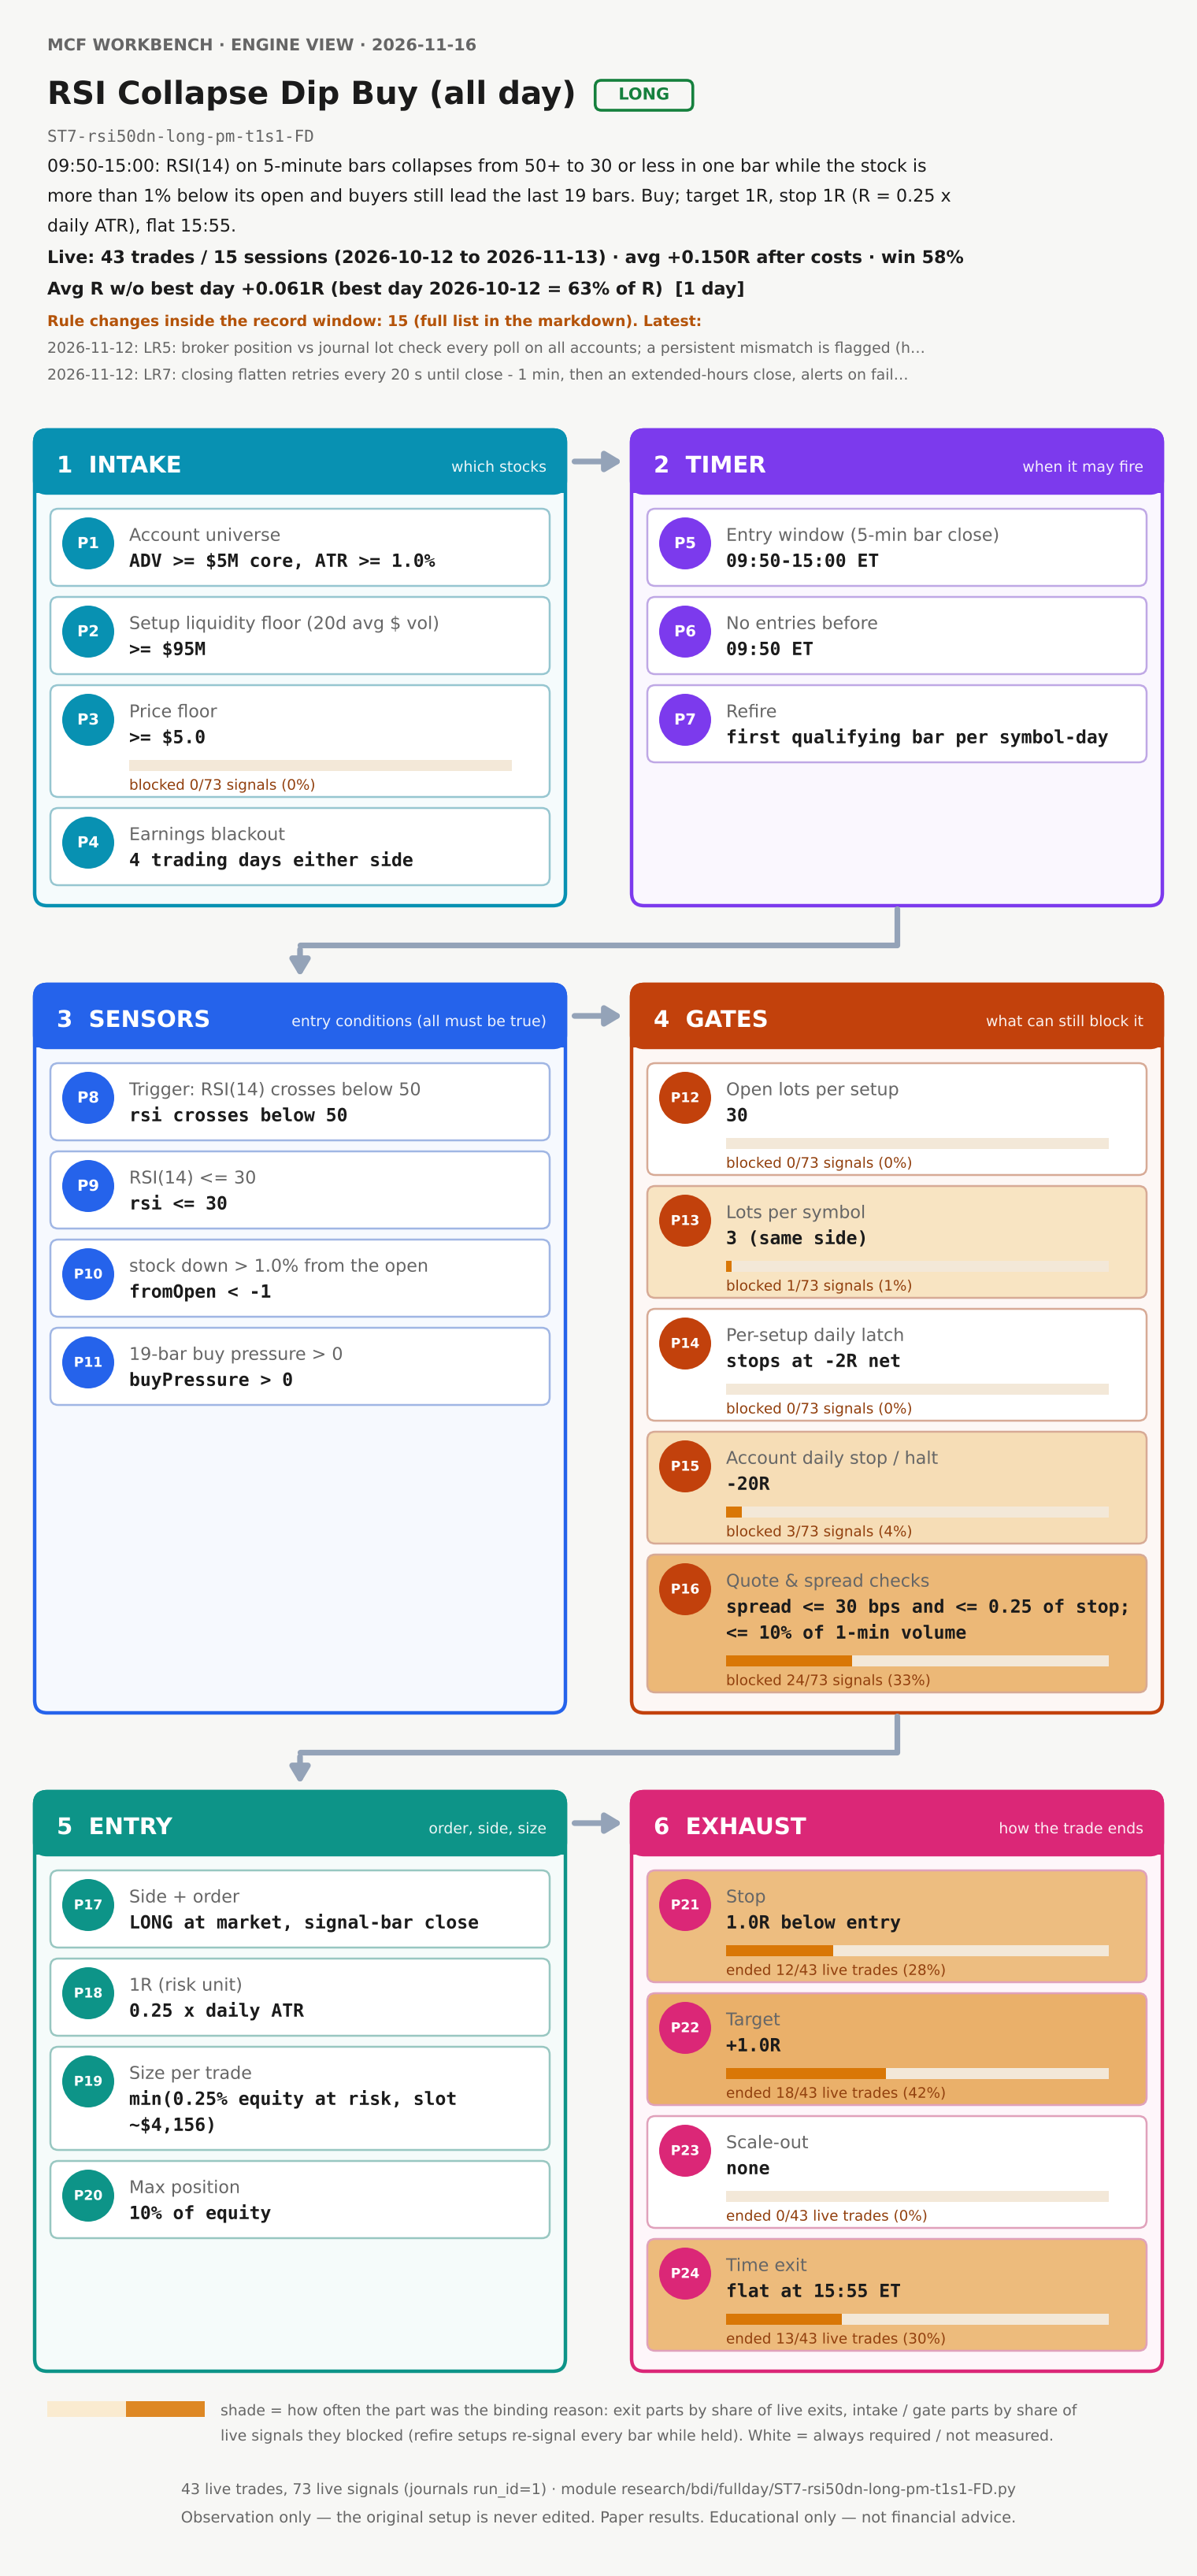 MCF WORKBENCH · ENGINE VIEW · 2026-11-16
RSI Collapse Dip Buy (all day)
LONG
ST7-rsi50dn-long-pm-t1s1-FD
09:50-15:00: RSI(14) on 5-minute bars collapses from 50+ to 30 or less in one bar while the stock is
more than 1% below its open and buyers still lead the last 19 bars. Buy; target 1R, stop 1R (R = 0.25 x
daily ATR), flat 15:55.
Live: 43 trades / 15 sessions (2026-10-12 to 2026-11-13) · avg +0.150R after costs · win 58%
Avg R w/o best day +0.061R (best day 2026-10-12 = 63% of R)  [1 day]
Rule changes inside the record window: 15 (full list in the markdown). Latest:
2026-11-12: LR5: broker position vs journal lot check every poll on all accounts; a persistent mismatch is flagged (h…
2026-11-12: LR7: closing flatten retries every 20 s until close - 1 min, then an extended-hours close, alerts on fail…
1 INTAKE
which stocks
P1
Account universe
ADV >= $5M core, ATR >= 1.0%
P2
Setup liquidity floor (20d avg $ vol)
>= $95M
P3
Price floor
>= $5.0
blocked 0/73 signals (0%)
P4
Earnings blackout
4 trading days either side
2 TIMER
when it may fire
P5
Entry window (5-min bar close)
09:50-15:00 ET
P6
No entries before
09:50 ET
P7
Refire
first qualifying bar per symbol-day
3 SENSORS
entry conditions (all must be true)
P8
Trigger: RSI(14) crosses below 50
rsi crosses below 50
P9
RSI(14) <= 30
rsi <= 30
P10
stock down > 1.0% from the open
fromOpen < -1
P11
19-bar buy pressure > 0
buyPressure > 0
4 GATES
what can still block it
P12
Open lots per setup
30
blocked 0/73 signals (0%)
P13
Lots per symbol
3 (same side)
blocked 1/73 signals (1%)
P14
Per-setup daily latch
stops at -2R net
blocked 0/73 signals (0%)
P15
Account daily stop / halt
-20R
blocked 3/73 signals (4%)
P16
Quote & spread checks
spread <= 30 bps and <= 0.25 of stop;
<= 10% of 1-min volume
blocked 24/73 signals (33%)
5 ENTRY
order, side, size
P17
Side + order
LONG at market, signal-bar close
P18
1R (risk unit)
0.25 x daily ATR
P19
Size per trade
min(0.25% equity at risk, slot
~$4,156)
P20
Max position
10% of equity
6 EXHAUST
how the trade ends
P21
Stop
1.0R below entry
ended 12/43 live trades (28%)
P22
Target
+1.0R
ended 18/43 live trades (42%)
P23
Scale-out
none
ended 0/43 live trades (0%)
P24
Time exit
flat at 15:55 ET
ended 13/43 live trades (30%)
shade = how often the part was the binding reason: exit parts by share of live exits, intake / gate parts by share of
live signals they blocked (refire setups re-signal every bar while held). White = always required / not measured.
43 live trades, 73 live signals (journals run_id=1) · module research/bdi/fullday/ST7-rsi50dn-long-pm-t1s1-FD.py
Observation only — the original setup is never edited. Paper results. Educational only — not financial advice.